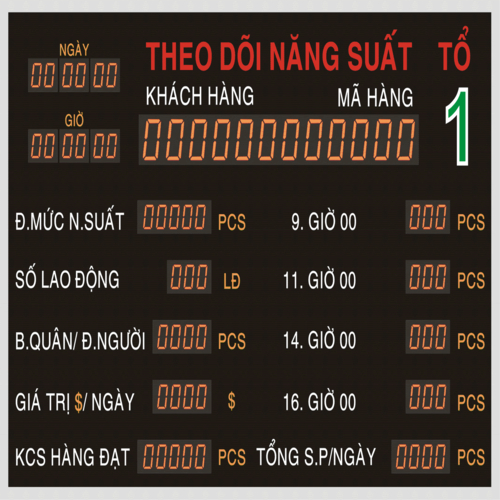 NGÀY
00 00 00
GIỜ
00 00 00
THEO DÕI NĂNG SUẤT TỔ
KHÁCH HÀNG MÃ HÀNG
000000000000
1
Đ.MỨC N.SUẤT 00000 PCS 9. GIỜ 00 000 PCS
SỐ LAO ĐỘNG 000 LĐ 11. GIỜ 00 000 PCS
B.QUÂN/ Đ.NGƯỜI 0000 PCS 14. GIỜ 00 000 PCS
GIÁ TRỊ $/ NGÀY 0000 $ 16. GIỜ 00 000 PCS
KCS HÀNG ĐẠT 00000 PCS TỔNG S.P/NGÀY 0000 PCS